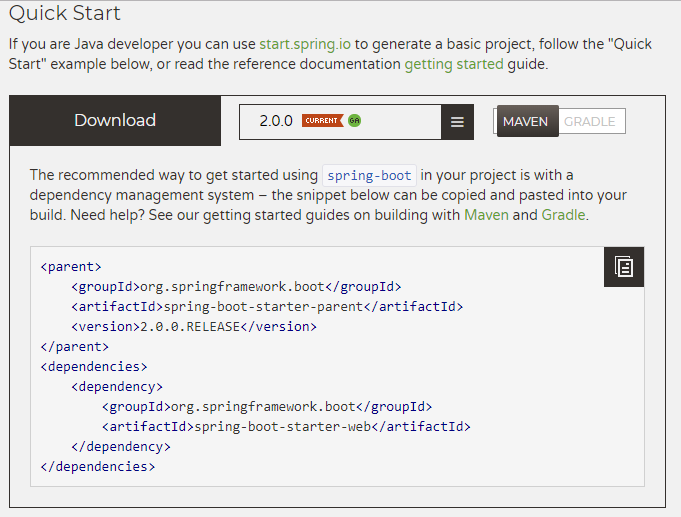 Quick Start
If you are Java developer you can use start.spring.io to generate a basic project, follow the "Quick
Start" example below, or read the reference documentation getting started guide.
Download
2.0.0 CURRENT GA
MAVEN GRADLE
The recommended way to get started using spring-boot in your project is with a
dependency management system – the snippet below can be copied and pasted into your
build. Need help? See our getting started guides on building with Maven and Gradle.
<parent>
    <groupId>org.springframework.boot</groupId>
    <artifactId>spring-boot-starter-parent</artifactId>
    <version>2.0.0.RELEASE</version>
</parent>
<dependencies>
    <dependency>
        <groupId>org.springframework.boot</groupId>
        <artifactId>spring-boot-starter-web</artifactId>
    </dependency>
</dependencies>